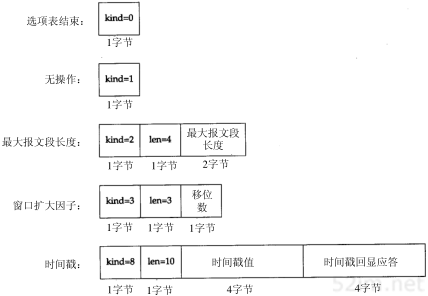 选项表结束: kind=0
1字节
无操作: kind=1
1字节
最大报文段长度: kind=2 len=4 最大报文段长度
1字节 1字节 2字节
窗口扩大因子: kind=3 len=3 移位数
1字节 1字节 1字节
时间戳: kind=8 len=10 时间戳值 时间戳回显应答
1字节 1字节 4字节 4字节